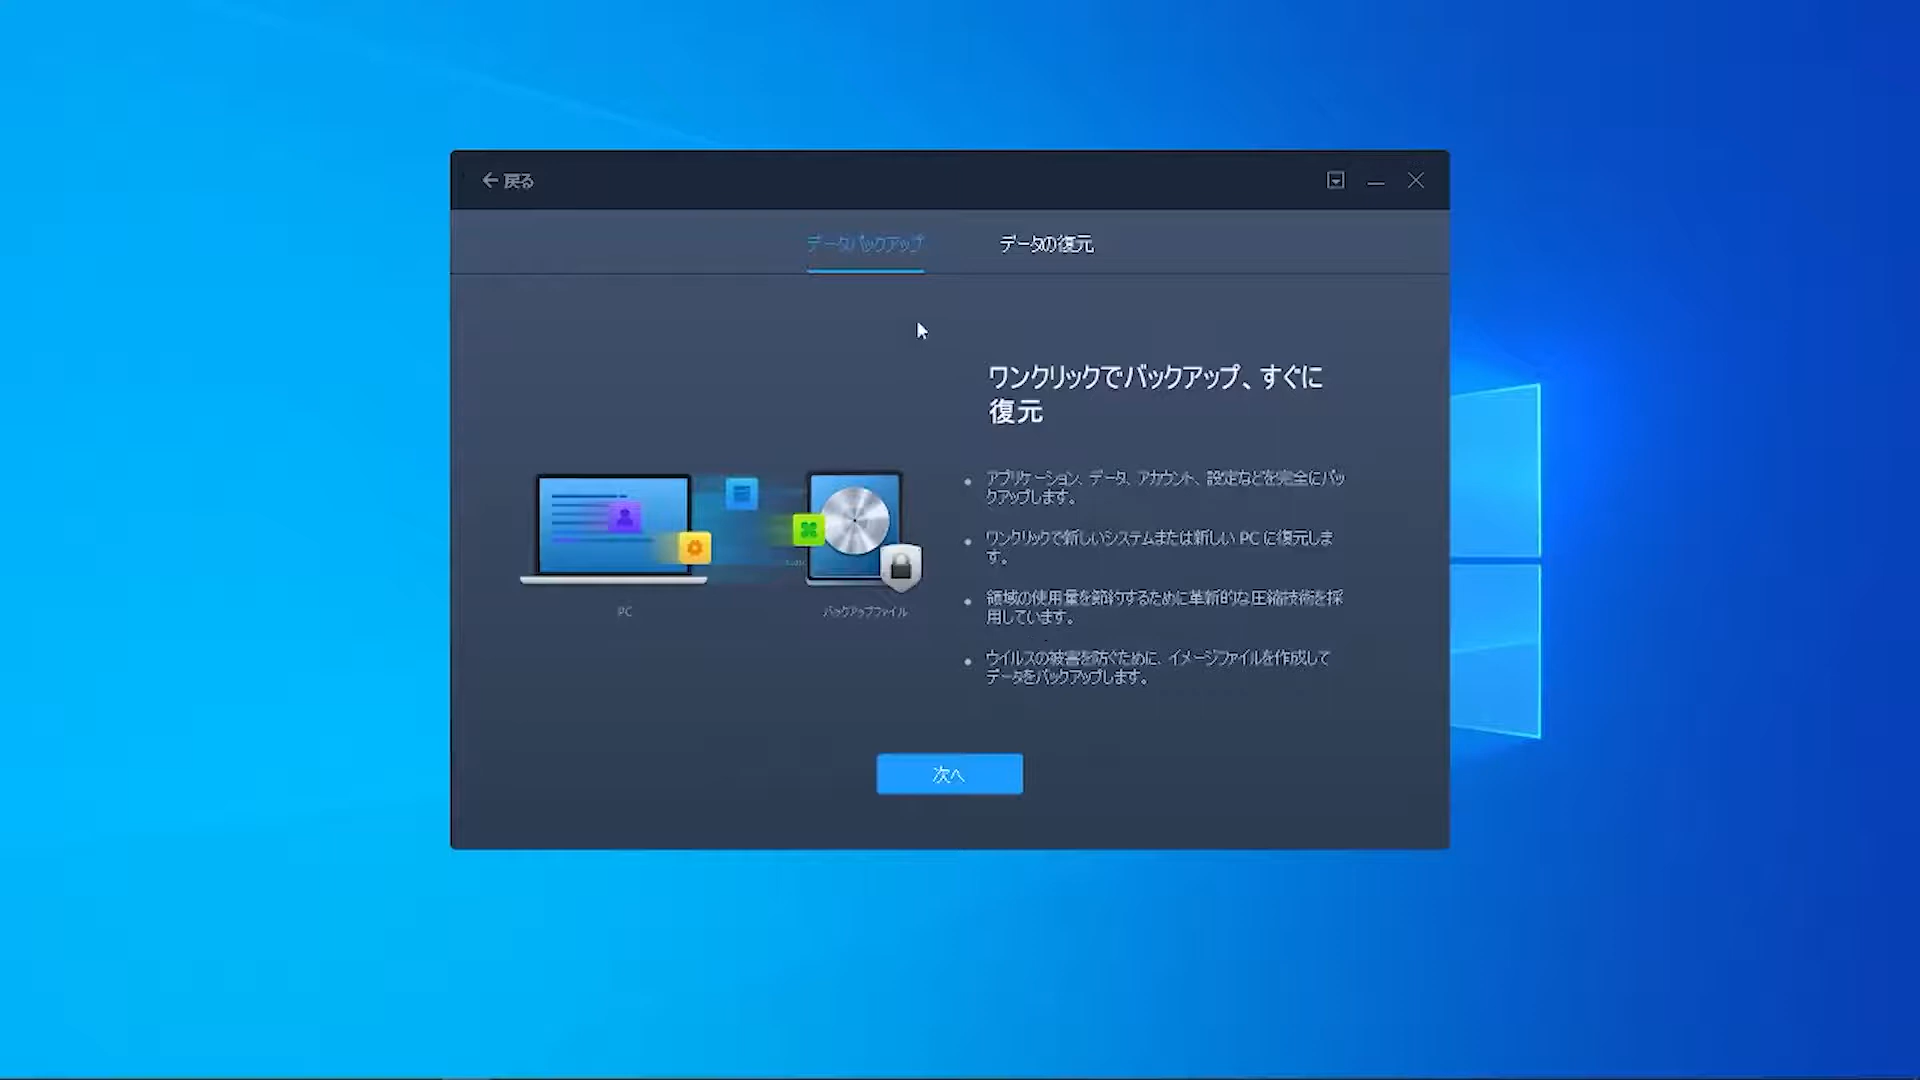 戻る
データバックアップ
データの復元
ワンクリックでバックアップ、すぐに
復元
アプリケーション、データ、アカウント、設定などを完全にバッ
クアップします。
ワンクリックで新しいシステムまたは新しい PC に復元しま
す。
領域の使用量を節約するために革新的な圧縮技術を採
用しています。
ウイルスの被害を防ぐために、イメージファイルを作成して
データをバックアップします。
PC
バックアップファイル
次へ